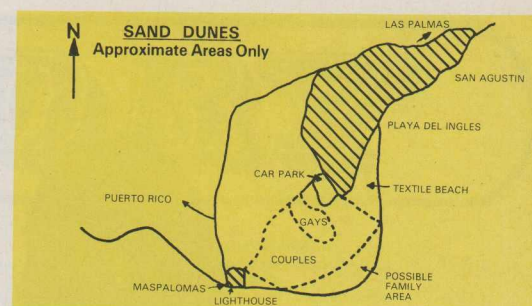 N
SAND DUNES
Approximate Areas Only
LAS PALMAS
SAN AGUSTIN
PLAYA DEL INGLES
CAR PARK
TEXTILE BEACH
PUERTO RICO
GAYS
COUPLES
POSSIBLE
FAMILY
AREA
MASPALOMAS
LIGHTHOUSE